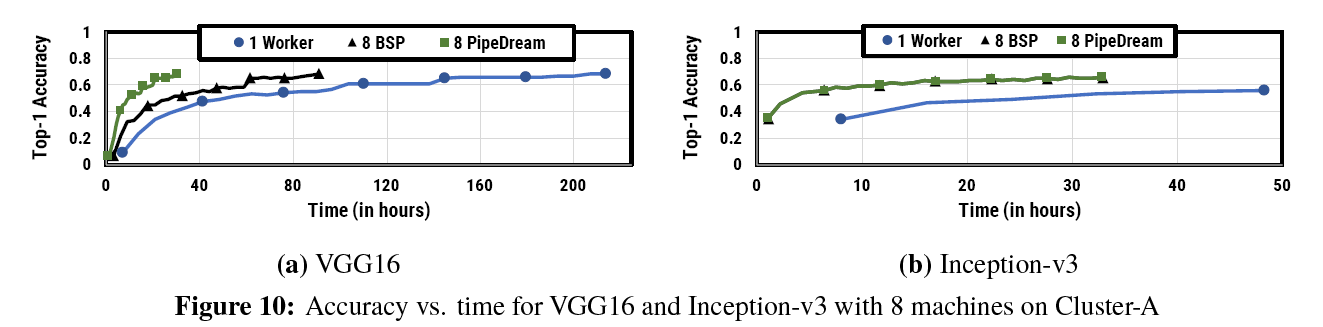 1 Worker 8 BSP 8 PipeDream
Top-1 Accuracy
1
0.8
0.6
0.4
0.2
0
0 40 80 120 160 200
Time (in hours)
(a) VGG16
1 Worker 8 BSP 8 PipeDream
Top-1 Accuracy
1
0.8
0.6
0.4
0.2
0
0 10 20 30 40 50
Time (in hours)
(b) Inception-v3
Figure 10: Accuracy vs. time for VGG16 and Inception-v3 with 8 machines on Cluster-A